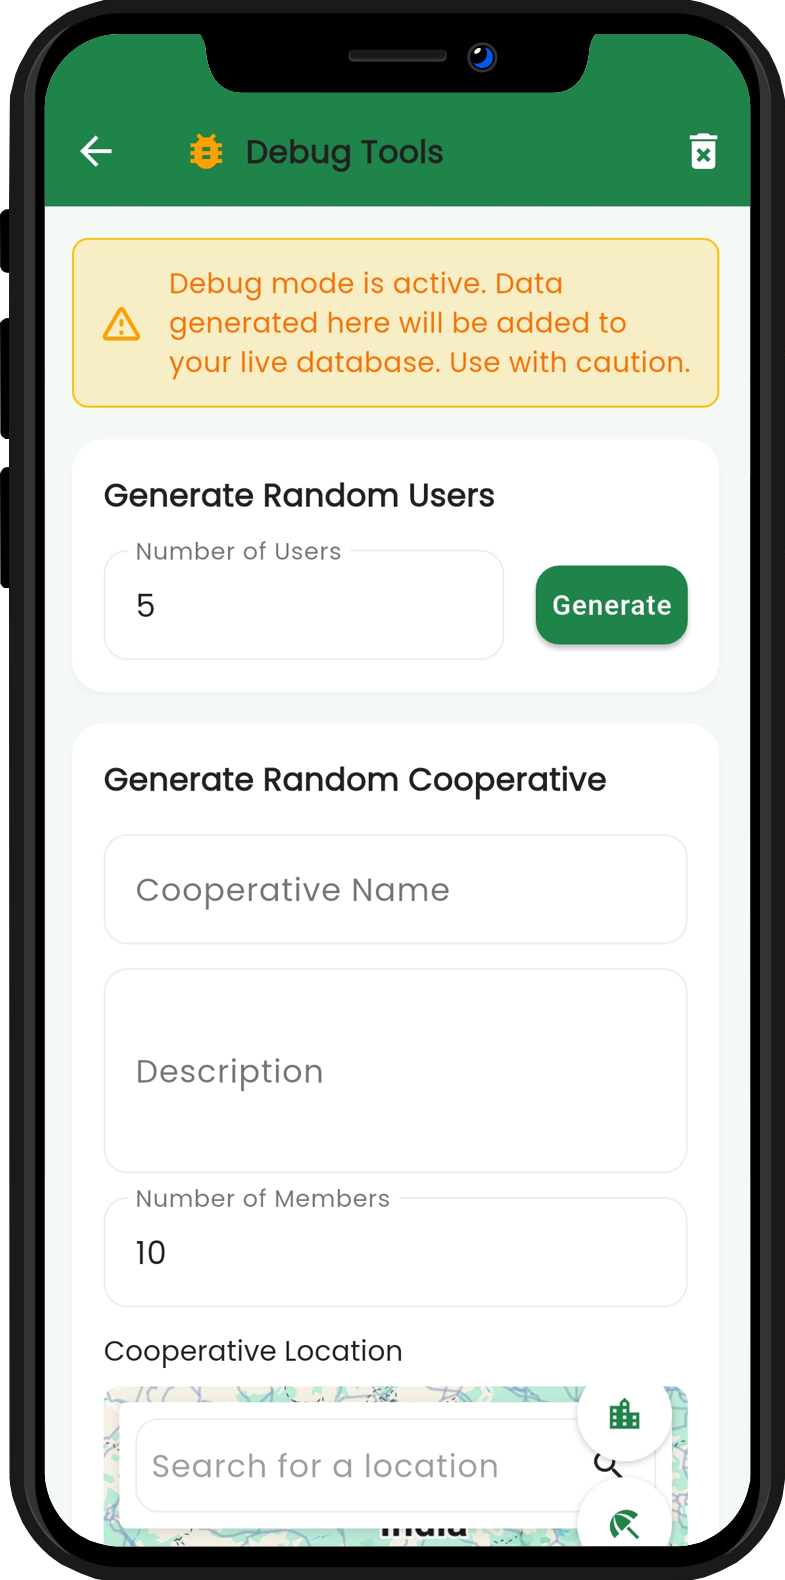 Debug Tools
Debug mode is active. Data
generated here will be added to
your live database. Use with caution.
Generate Random Users
Number of Users
5
Generate
Generate Random Cooperative
Cooperative Name
Description
Number of Members
10
Cooperative Location
Search for a location
India